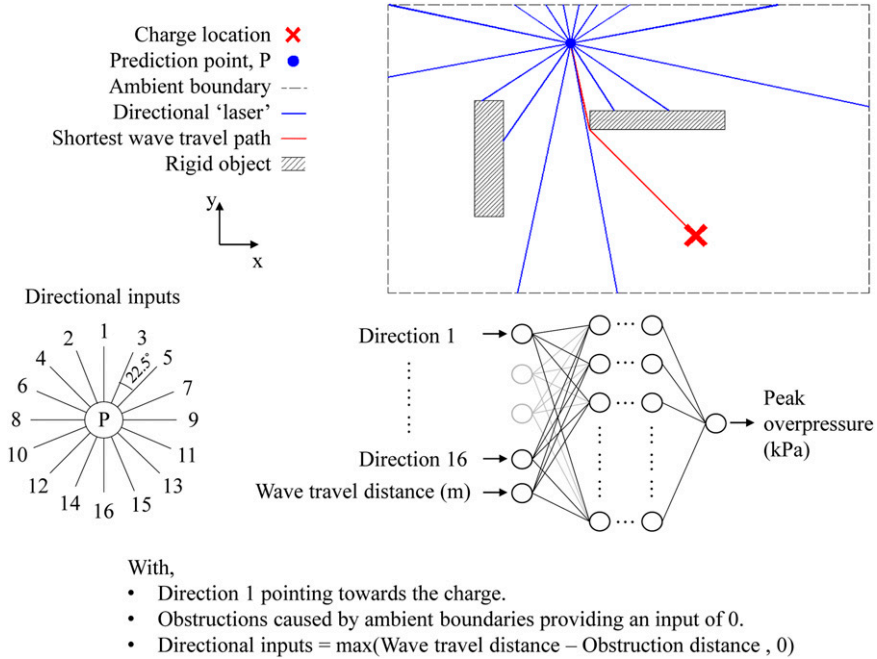 Charge location
Prediction point, P
Ambient boundary
Directional ‘laser’
Shortest wave travel path
Rigid object
y
x
Directional inputs
1
2
3
4
5
22.5°
6
7
8
P
9
10
11
12
13
14
15
16
Direction 1
Direction 16
Wave travel distance (m)
Peak
overpressure
(kPa)
With,
• Direction 1 pointing towards the charge.
• Obstructions caused by ambient boundaries providing an input of 0.
• Directional inputs = max(Wave travel distance – Obstruction distance , 0)